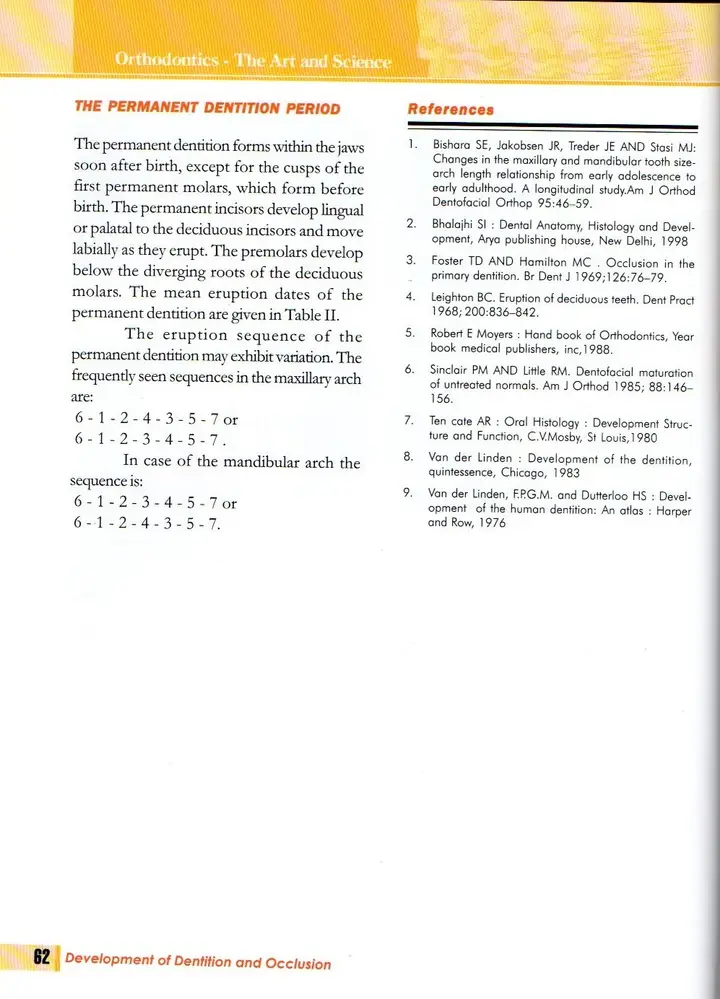 Orthodontics - The Art and Science
THE PERMANENT DENTITION PERIOD
The permanent dentition forms within the jaws
soon after birth, except for the cusps of the
first permanent molars, which form before
birth. The permanent incisors develop lingual
or palatal to the deciduous incisors and move
labially as they erupt. The premolars develop
below the diverging roots of the deciduous
molars. The mean eruption dates of the
permanent dentition are given in Table II.
The eruption sequence of the
permanent dentition may exhibit variation. The
frequently seen sequences in the maxillary arch
are:
6 - 1 - 2 - 4 - 3 - 5 - 7 or
6 - 1 - 2 - 3 - 4 - 5 - 7 .
In case of the mandibular arch the
sequence is:
6 - 1 - 2 - 3 - 4 - 5 - 7 or
6 - 1 - 2 - 4 - 3 - 5 - 7.
References
1. Bishara SE, Jakobsen JR, Treder JE AND Stasi MJ:
Changes in the maxillary and mandibular tooth size-
arch length relationship from early adolescence to
early adulthood. A longitudinal study.Am J Orthod
Dentofacial Orthop 95:46–59.
2. Bhalajhi SI : Dental Anatomy, Histology and Devel-
opment, Arya publishing house, New Delhi, 1998
3. Foster TD AND Hamilton MC . Occlusion in the
primary dentition. Br Dent J 1969;126:76–79.
4. Leighton BC. Eruption of deciduous teeth. Dent Pract
1968; 200:836–842.
5. Robert E Moyers : Hand book of Orthodontics, Year
book medical publishers, inc,1988.
6. Sinclair PM AND Little RM. Dentofacial maturation
of untreated normals. Am J Orthod 1985; 88:146–
156.
7. Ten cate AR : Oral Histology : Development Struc-
ture and Function, C.V.Mosby, St Louis,1980
8. Van der Linden : Development of the dentition,
quintessence, Chicago, 1983
9. Van der Linden, F.P.G.M. and Dutterloo HS : Devel-
opment of the human dentition: An atlas : Harper
and Row, 1976
62 Development of Dentition and Occlusion